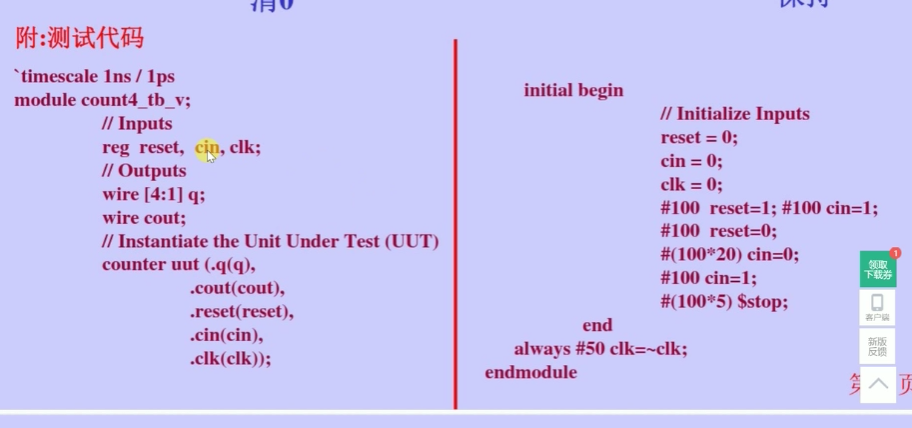 清0
保持
附:测试代码
`timescale 1ns / 1ps
module count4_tb_v;
// Inputs
reg reset, cin, clk;
// Outputs
wire [4:1] q;
wire cout;
// Instantiate the Unit Under Test (UUT)
counter uut (.q(q),
.cout(cout),
.reset(reset),
.cin(cin),
.clk(clk));
initial begin
// Initialize Inputs
reset = 0;
cin = 0;
clk = 0;
#100 reset=1; #100 cin=1;
#100 reset=0;
#(100*20) cin=0;
#100 cin=1;
#(100*5) $stop;
end
always #50 clk=~clk;
endmodule
1
领取
下载券
客户端
新版
反馈
第 页